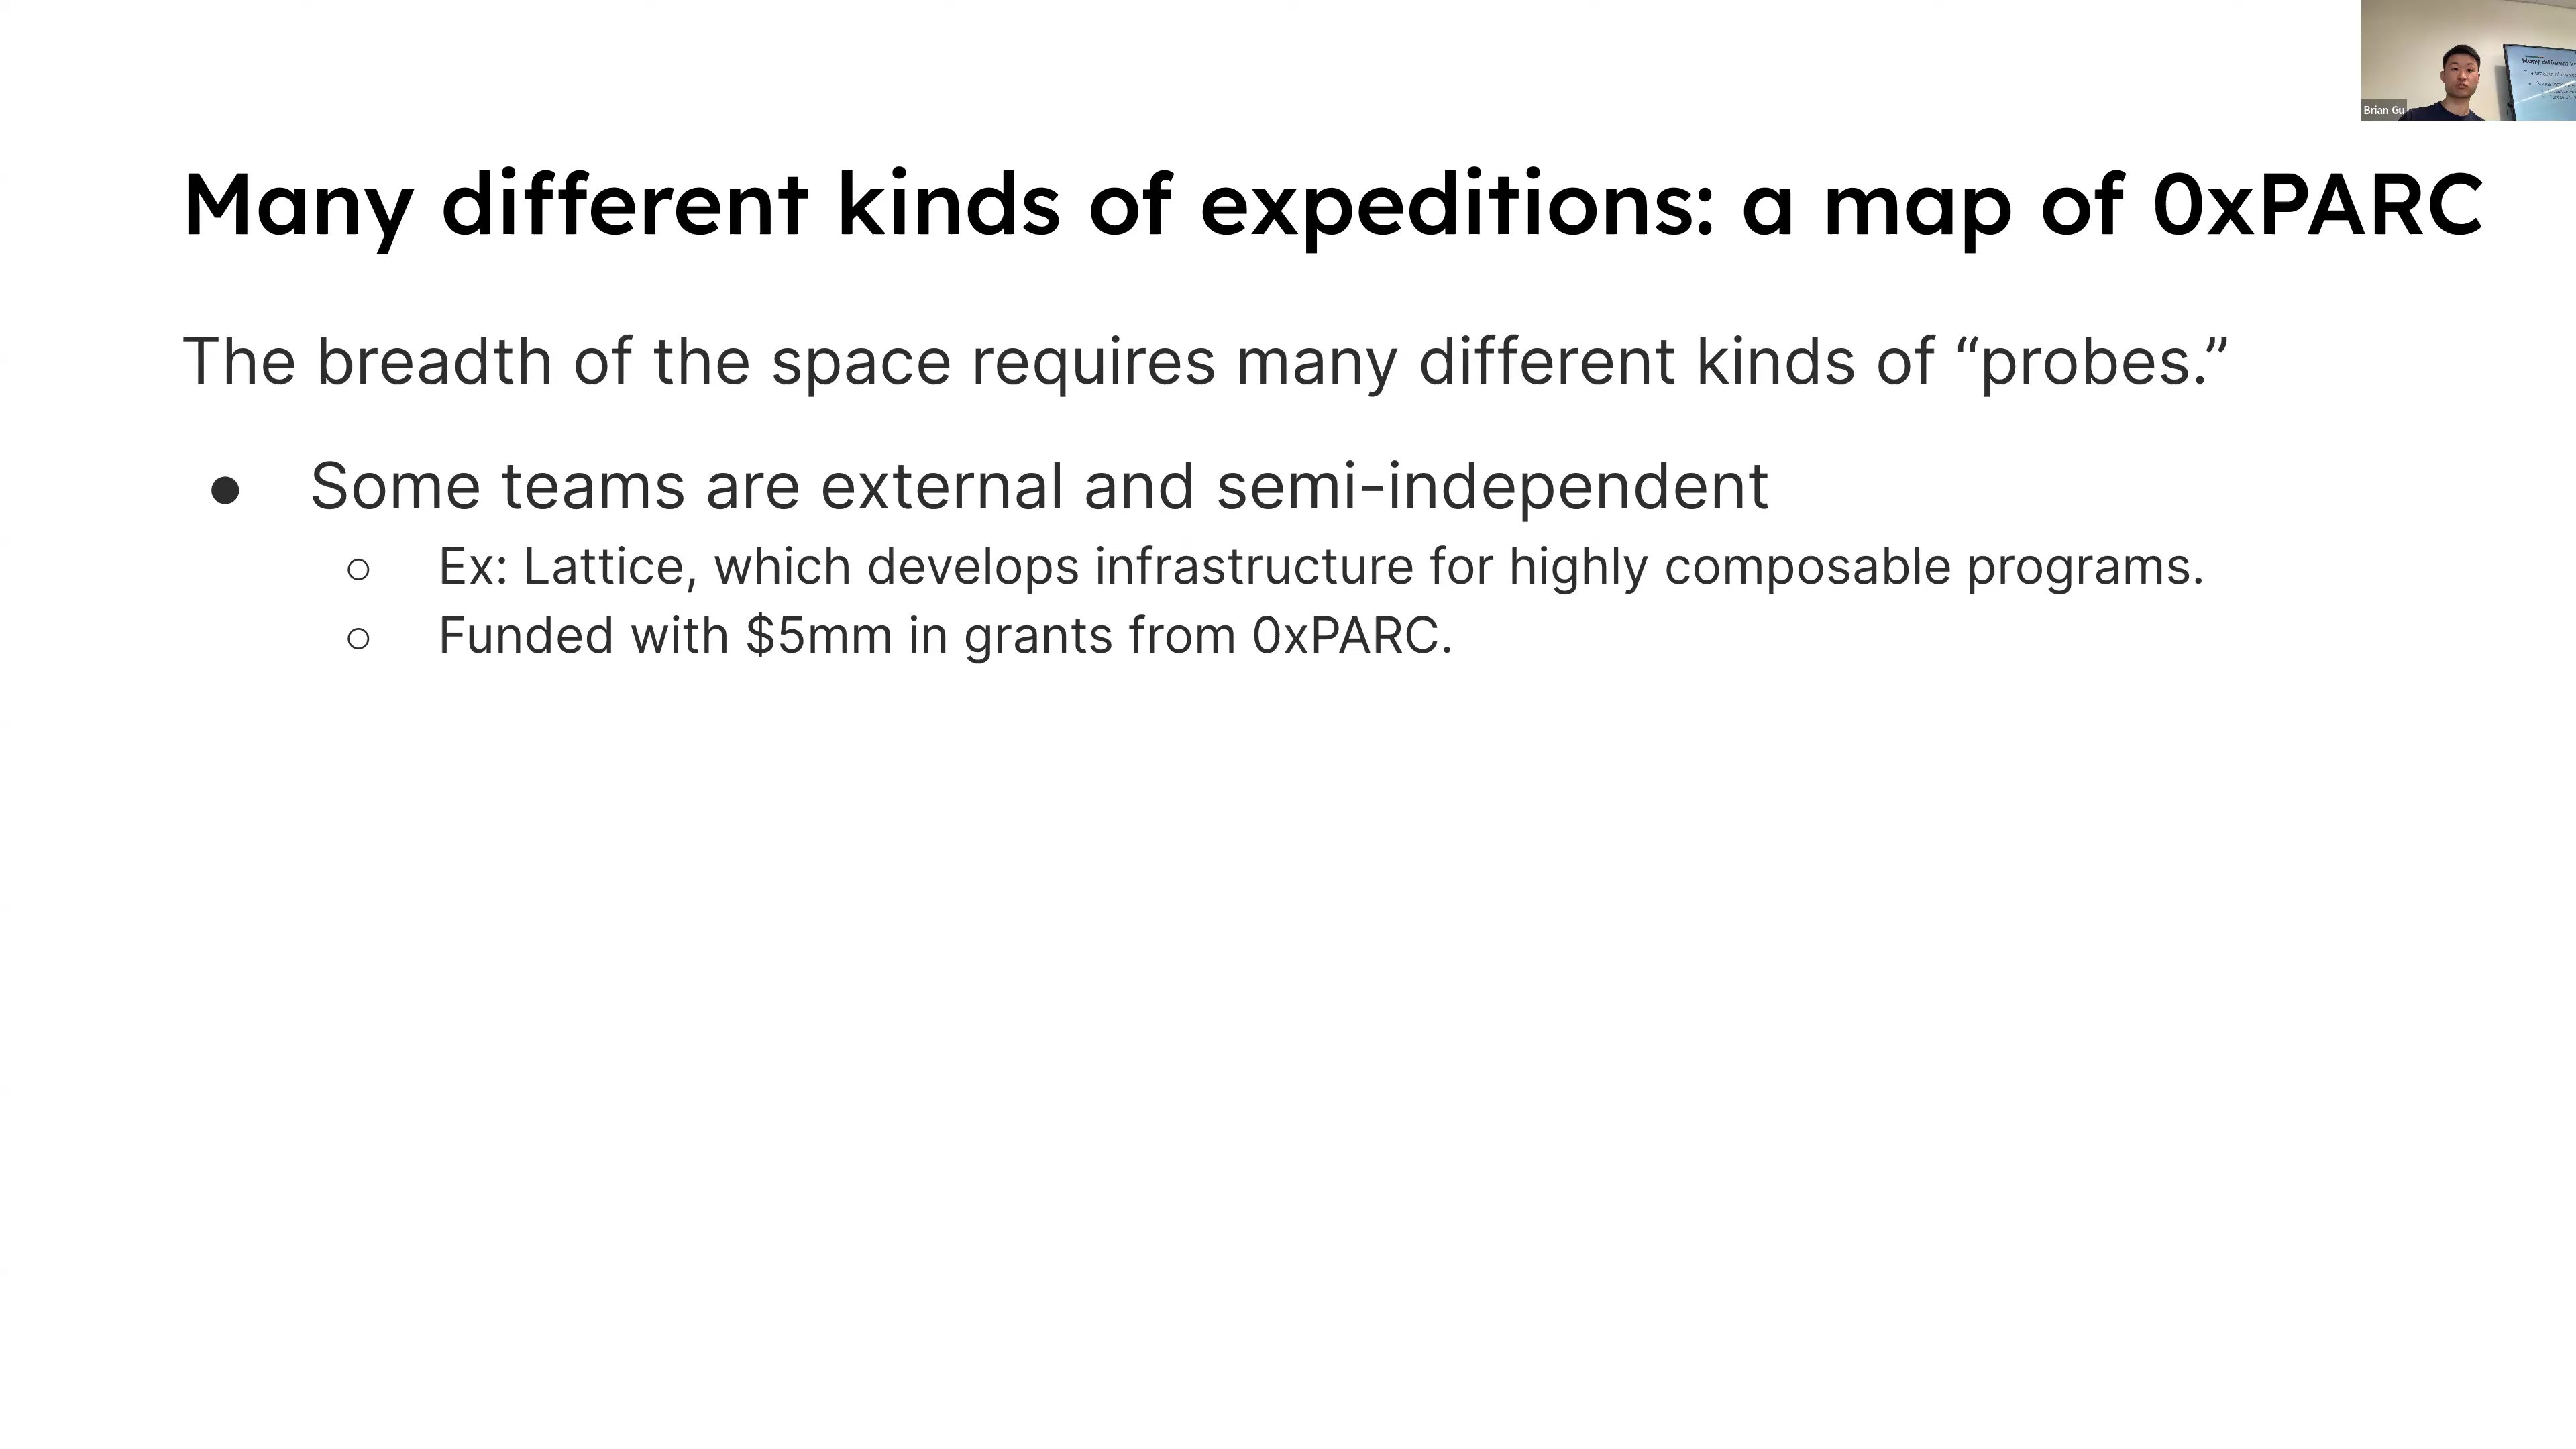 Brian Gu
Many different kinds of expeditions: a map of 0xPARC
The breadth of the space requires many different kinds of “probes.”
● Some teams are external and semi-independent
○ Ex: Lattice, which develops infrastructure for highly composable programs.
○ Funded with $5mm in grants from 0xPARC.